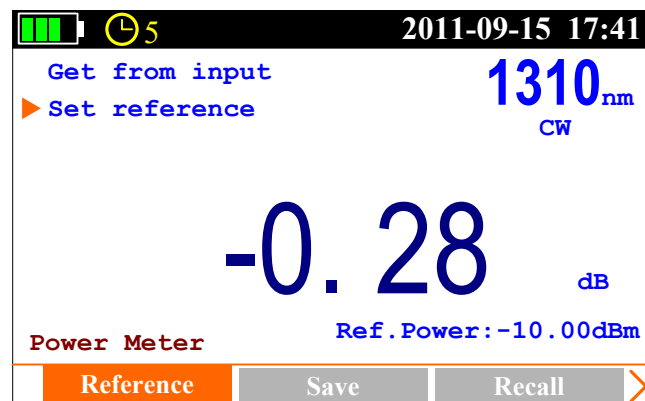 5 2011-09-15 17:41
Get from input
1310nm
Set reference
CW
-0.28 dB
Ref.Power:-10.00dBm
Power Meter
Reference Save Recall